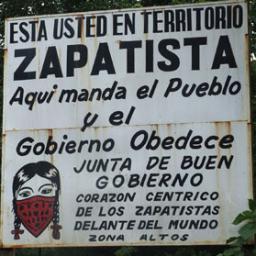 ESTA USTED EN TERRITORIO
ZAPATISTA
Aqui manda el Pueblo
y el
Gobierno Obedece
JUNTA DE BUEN
GOBIERNO
CORAZON CENTRICO
DE LOS ZAPATISTAS
DELANTE DEL MUNDO
ZONA ALTOS